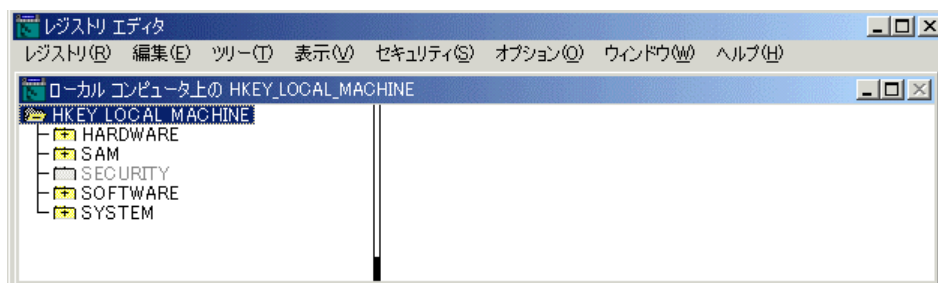 レジストリ エディタ
レジストリ(R) 編集(E) ツリー(T) 表示(V) セキュリティ(S) オプション(O) ウィンドウ(W) ヘルプ(H)
ローカル コンピュータ上の HKEY_LOCAL_MACHINE
HKEY_LOCAL_MACHINE
HARDWARE
SAM
SECURITY
SOFTWARE
SYSTEM